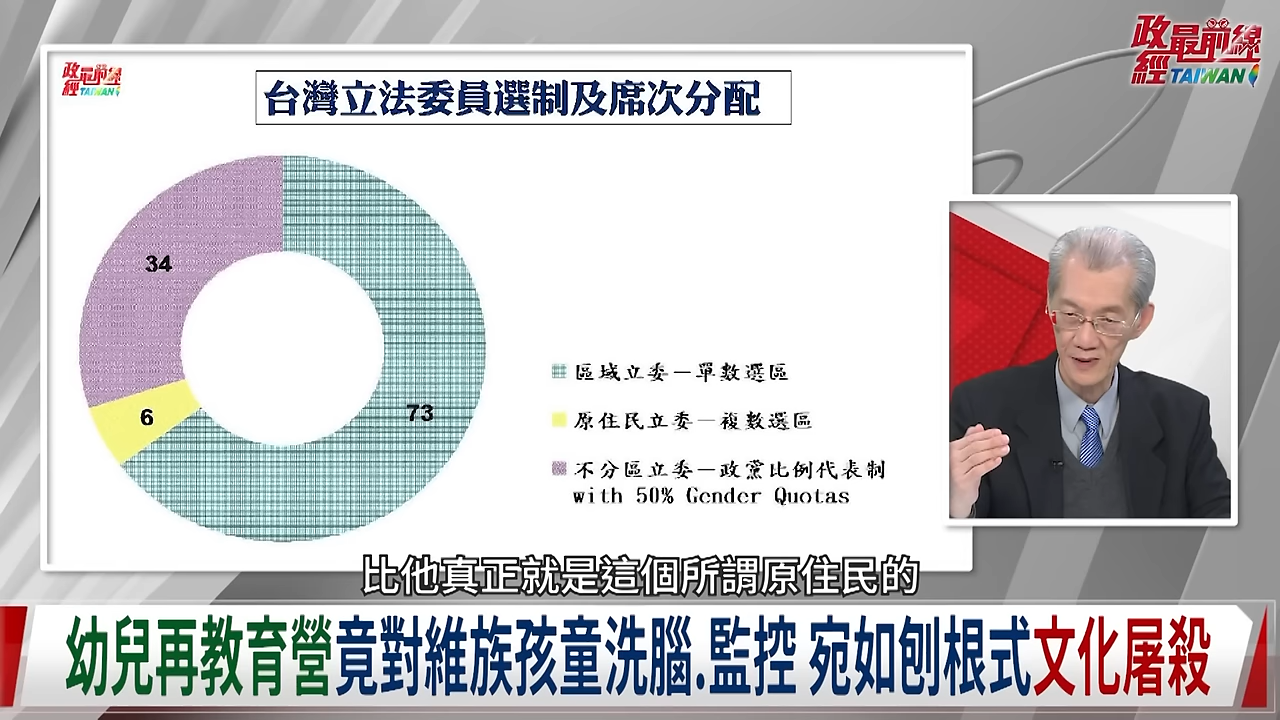 政經最前線
TAIWAN
政經最前線
TAIWAN
台灣立法委員選制及席次分配
34
6
73
區域立委－單數選區
原住民立委－複數選區
不分區立委－政黨比例代表制
with 50% Gender Quotas
比他真正就是這個所謂原住民的
幼兒再教育營竟對維族孩童洗腦.監控 宛如刨根式文化屠殺